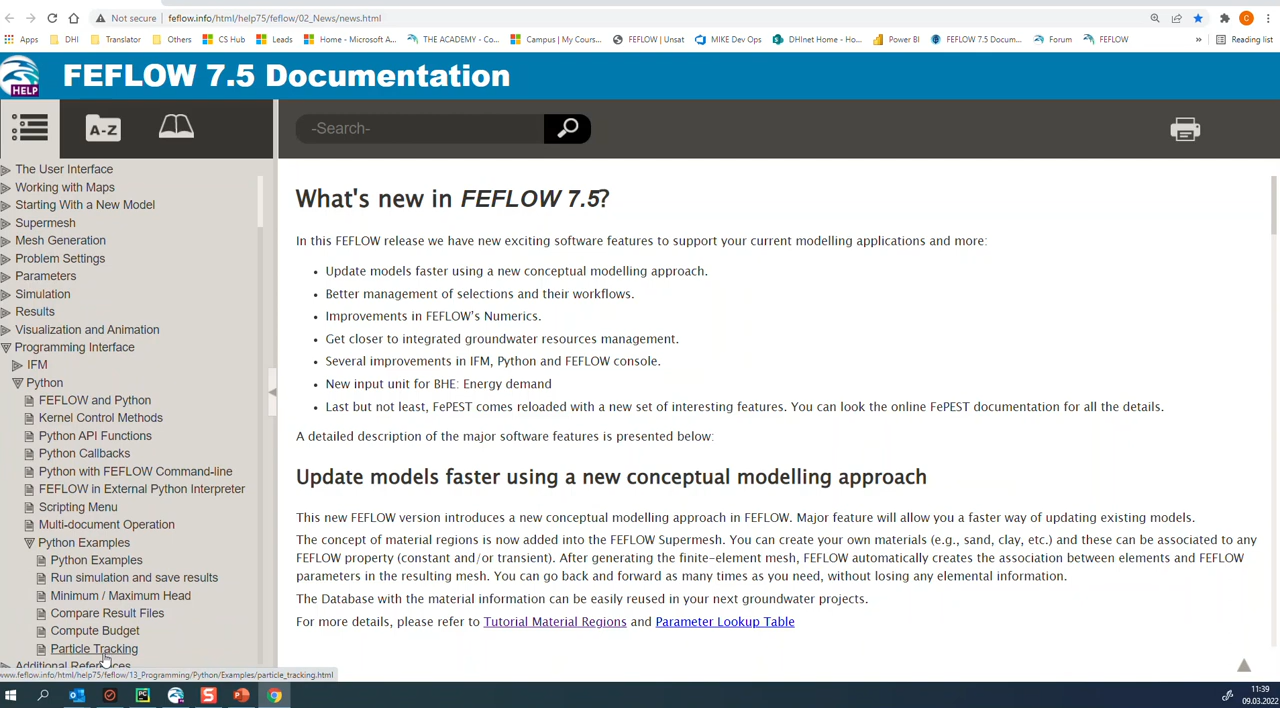 Not secure | feflow.info/html/help75/feflow/02_News/news.html
Apps DHI Translator Others CS Hub Leads Home - Microsoft A... THE ACADEMY - Co... Campus | My Cours... FEFLOW | Unsat MIKE Dev Ops DHInet Home - Ho... Power BI FEFLOW 7.5 Docum... Forum FEFLOW » Reading list
HELP
FEFLOW 7.5 Documentation
A-Z
-Search-
The User Interface
Working with Maps
Starting With a New Model
Supermesh
Mesh Generation
Problem Settings
Parameters
Simulation
Results
Visualization and Animation
Programming Interface
IFM
Python
FEFLOW and Python
Kernel Control Methods
Python API Functions
Python Callbacks
Python with FEFLOW Command-line
FEFLOW in External Python Interpreter
Scripting Menu
Multi-document Operation
Python Examples
Python Examples
Run simulation and save results
Minimum / Maximum Head
Compare Result Files
Compute Budget
Particle Tracking
Additional References
www.feflow.info/html/help75/feflow/13_Programming/Python/Examples/particle_tracking.html
What's new in FEFLOW 7.5?
In this FEFLOW release we have new exciting software features to support your current modelling applications and more:
• Update models faster using a new conceptual modelling approach.
• Better management of selections and their workflows.
• Improvements in FEFLOW's Numerics.
• Get closer to integrated groundwater resources management.
• Several improvements in IFM, Python and FEFLOW console.
• New input unit for BHE: Energy demand
• Last but not least, FePEST comes reloaded with a new set of interesting features. You can look the online FePEST documentation for all the details.
A detailed description of the major software features is presented below:
Update models faster using a new conceptual modelling approach
This new FEFLOW version introduces a new conceptual modelling approach in FEFLOW. Major feature will allow you a faster way of updating existing models.
The concept of material regions is now added into the FEFLOW Supermesh. You can create your own materials (e.g., sand, clay, etc.) and these can be associated to any
FEFLOW property (constant and/or transient). After generating the finite-element mesh, FEFLOW automatically creates the association between elements and FEFLOW
parameters in the resulting mesh. You can go back and forward as many times as you need, without losing any elemental information.
The Database with the material information can be easily reused in your next groundwater projects.
For more details, please refer to Tutorial Material Regions and Parameter Lookup Table
11:39
09.03.2022